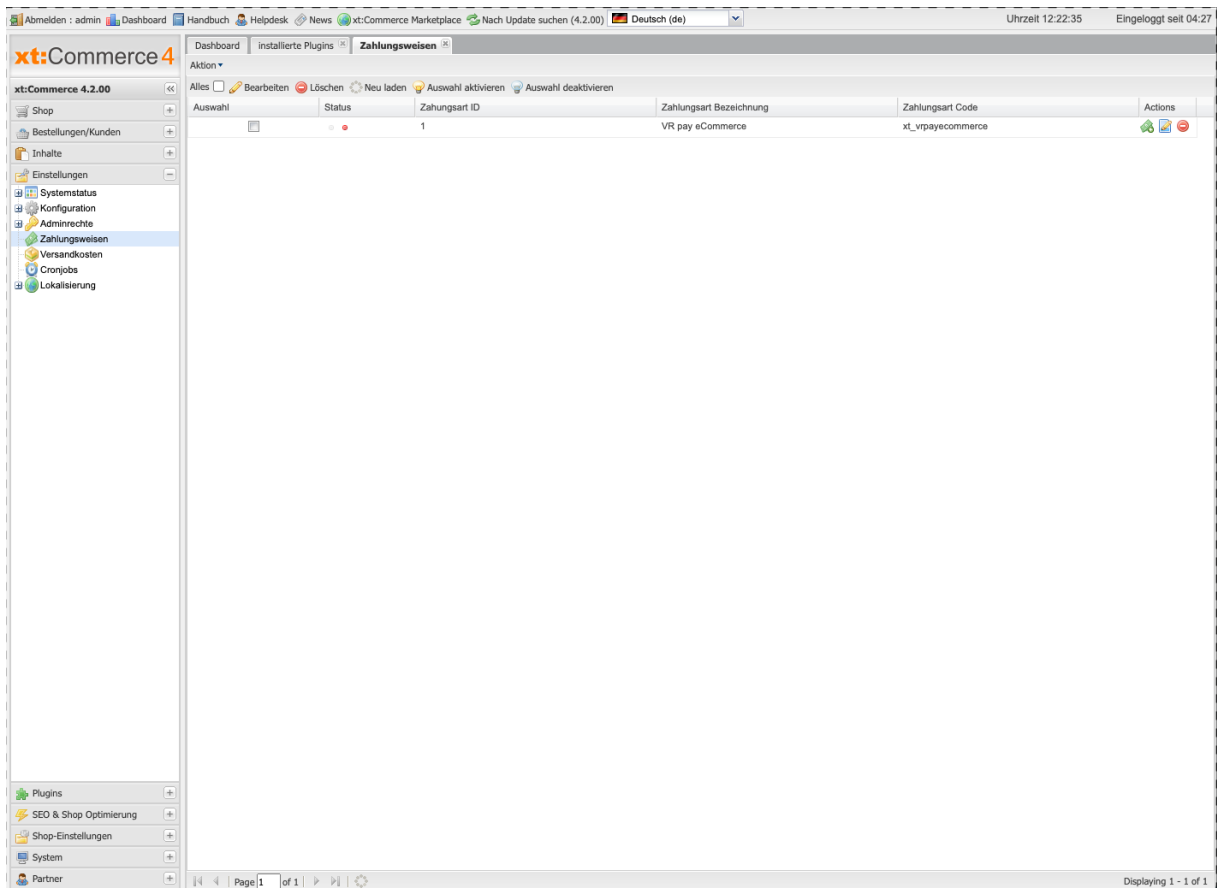 Abmelden : admin Dashboard Handbuch Helpdesk News xt:Commerce Marketplace Nach Update suchen (4.2.00) Deutsch (de) Uhrzeit 12:22:35 Eingeloggt seit 04:27
xt:Commerce 4
Dashboard installierte Plugins Zahlungsweisen
Aktion
xt:Commerce 4.2.00
Alles Bearbeiten Löschen Neu laden Auswahl aktivieren Auswahl deaktivieren
Auswahl Status Zahungsart ID Zahlungsart Bezeichnung Zahlungsart Code Actions
1 VR pay eCommerce xt_vrpayecommerce
Shop
Bestellungen/Kunden
Inhalte
Einstellungen
Systemstatus
Konfiguration
Adminrechte
Zahlungsweisen
Versandkosten
Cronjobs
Lokalisierung
Plugins
SEO & Shop Optimierung
Shop-Einstellungen
System
Partner
Page 1 of 1 Displaying 1 - 1 of 1